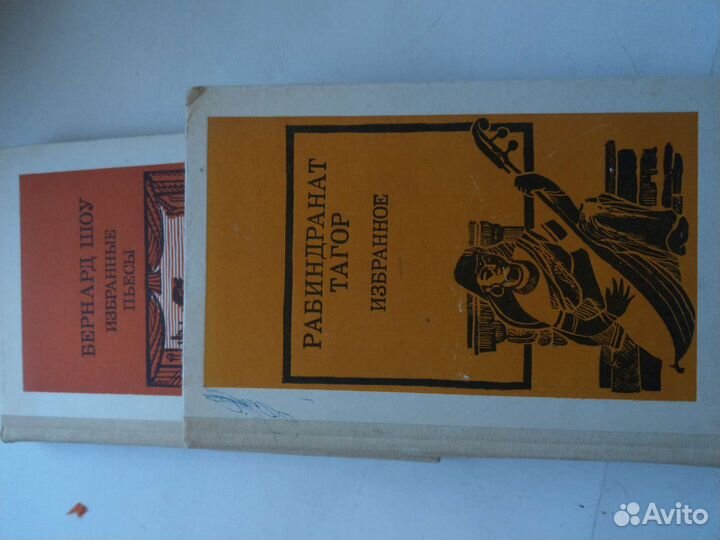 БЕРНАРД ШОУ
ИЗБРАННЫЕ
ПЬЕСЫ
РАБИНДРАНАТ
ТАГОР
ИЗБРАННОЕ
Avito